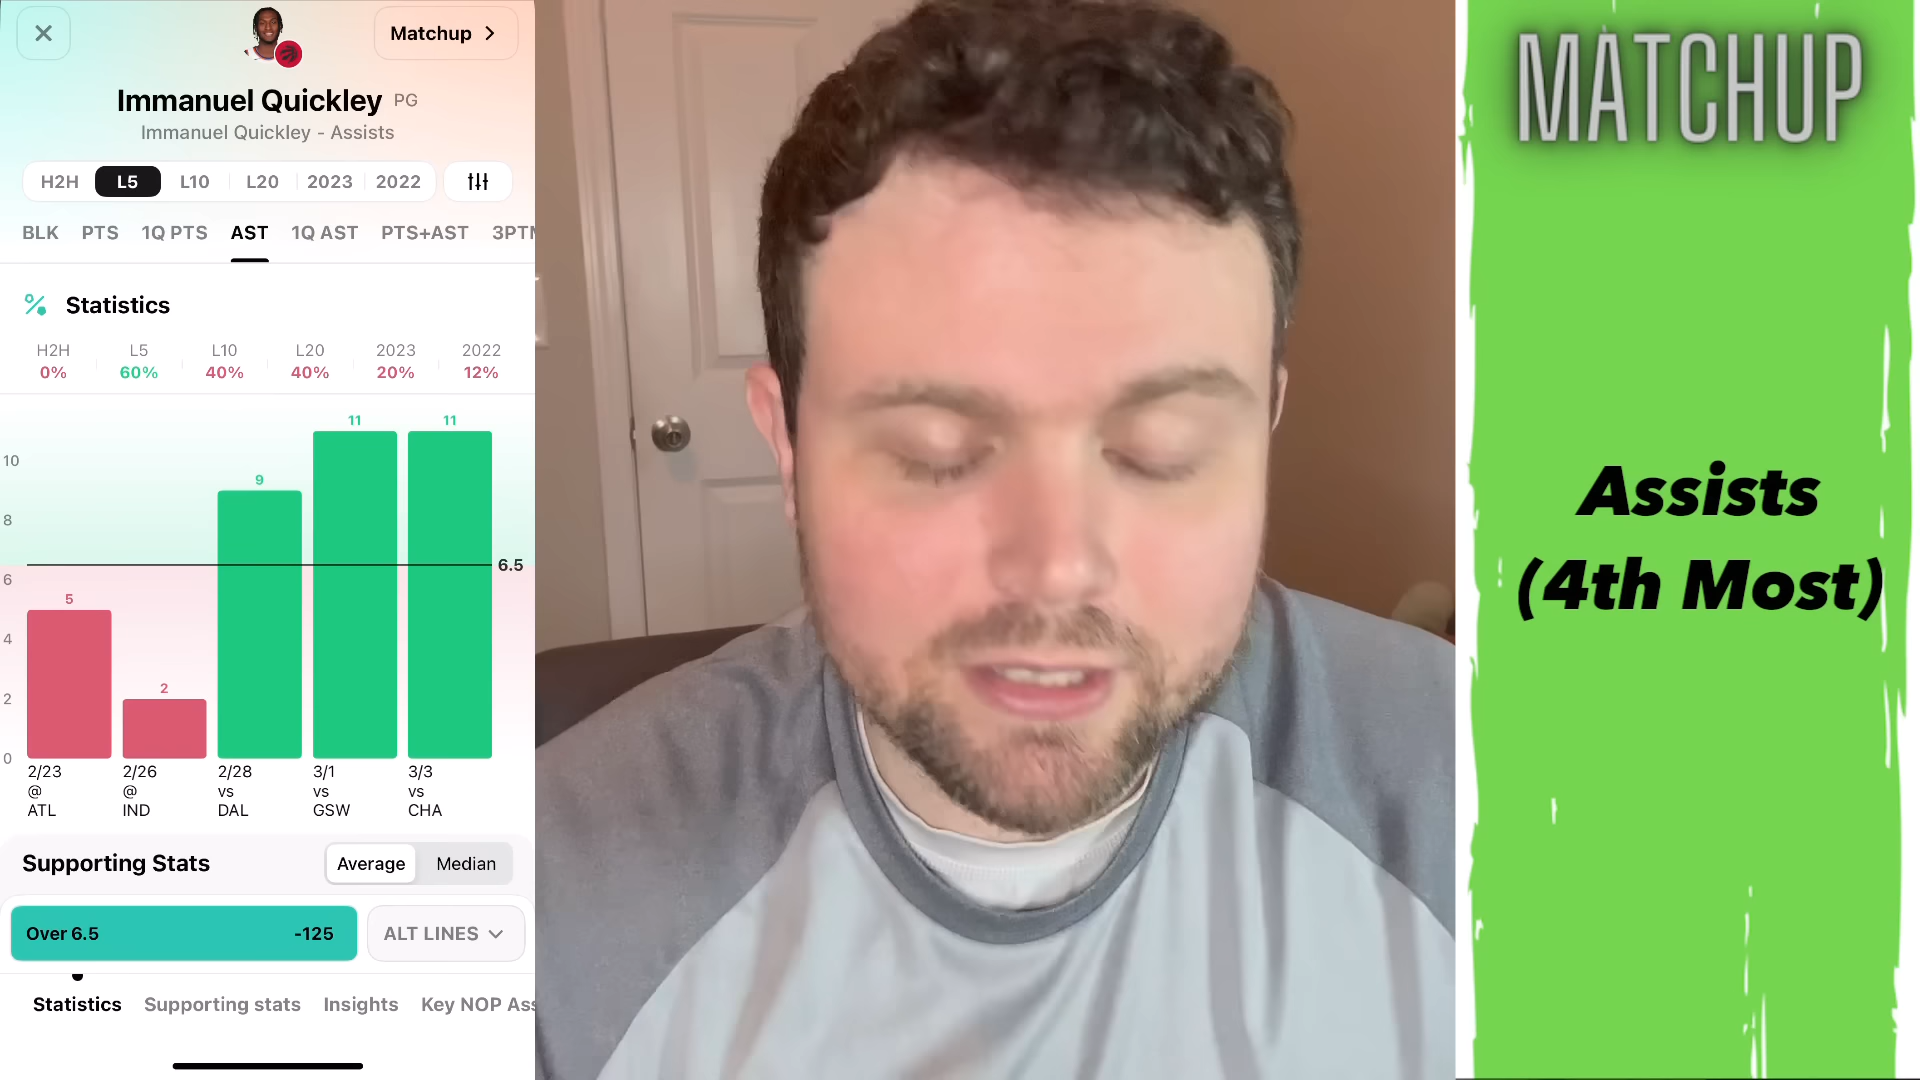 Matchup
Immanuel Quickley PG
Immanuel Quickley - Assists
H2H L5 L10 L20 2023 2022
BLK PTS 1Q PTS AST 1Q AST PTS+AST 3PTM
Statistics
H2H L5 L10 L20 2023 2022
0% 60% 40% 40% 20% 12%
11 11
10
9
8
6.5
6
5
4
2
2
0
2/23 2/26 2/28 3/1 3/3
@ @ vs vs vs
ATL IND DAL GSW CHA
Supporting Stats Average Median
Over 6.5 -125 ALT LINES
Statistics Supporting stats Insights Key NOP Ass
MATCHUP
Assists
(4th Most)